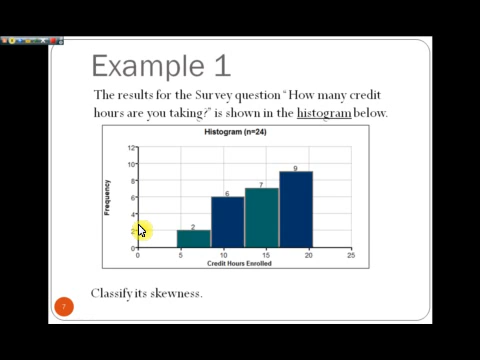 Example 1
The results for the Survey question “How many credit
hours are you taking?” is shown in the histogram below.
Histogram (n=24)
12
10
8
6
4
2
0
Frequency
2
6
7
9
0 5 10 15 20 25
Credit Hours Enrolled
Classify its skewness.
7